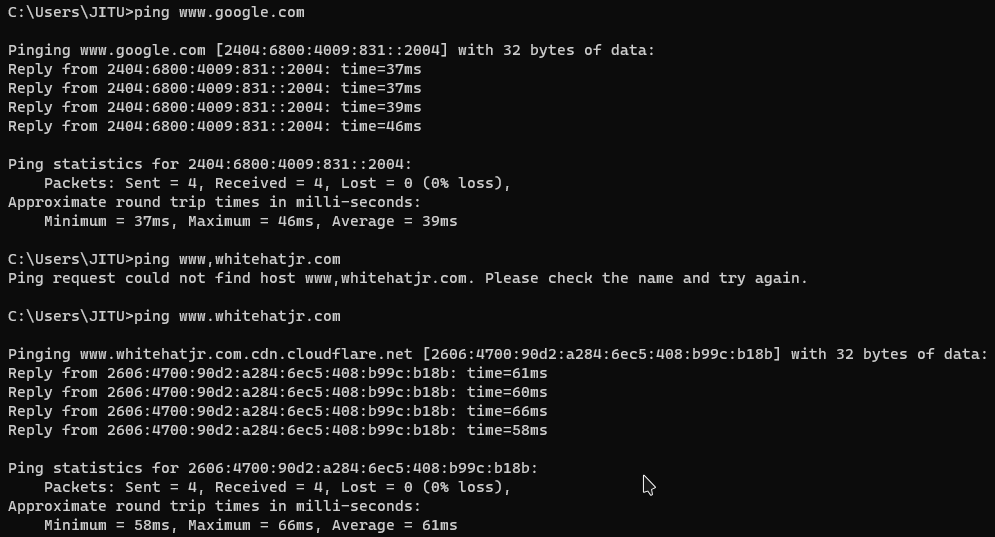 C:\Users\JITU>ping www.google.com
Pinging www.google.com [2404:6800:4009:831::2004] with 32 bytes of data:
Reply from 2404:6800:4009:831::2004: time=37ms
Reply from 2404:6800:4009:831::2004: time=37ms
Reply from 2404:6800:4009:831::2004: time=39ms
Reply from 2404:6800:4009:831::2004: time=46ms
Ping statistics for 2404:6800:4009:831::2004:
    Packets: Sent = 4, Received = 4, Lost = 0 (0% loss),
Approximate round trip times in milli-seconds:
    Minimum = 37ms, Maximum = 46ms, Average = 39ms
C:\Users\JITU>ping www,whitehatjr.com
Ping request could not find host www,whitehatjr.com. Please check the name and try again.
C:\Users\JITU>ping www.whitehatjr.com
Pinging www.whitehatjr.com.cdn.cloudflare.net [2606:4700:90d2:a284:6ec5:408:b99c:b18b] with 32 bytes of data:
Reply from 2606:4700:90d2:a284:6ec5:408:b99c:b18b: time=61ms
Reply from 2606:4700:90d2:a284:6ec5:408:b99c:b18b: time=60ms
Reply from 2606:4700:90d2:a284:6ec5:408:b99c:b18b: time=66ms
Reply from 2606:4700:90d2:a284:6ec5:408:b99c:b18b: time=58ms
Ping statistics for 2606:4700:90d2:a284:6ec5:408:b99c:b18b:
    Packets: Sent = 4, Received = 4, Lost = 0 (0% loss),
Approximate round trip times in milli-seconds:
    Minimum = 58ms, Maximum = 66ms, Average = 61ms